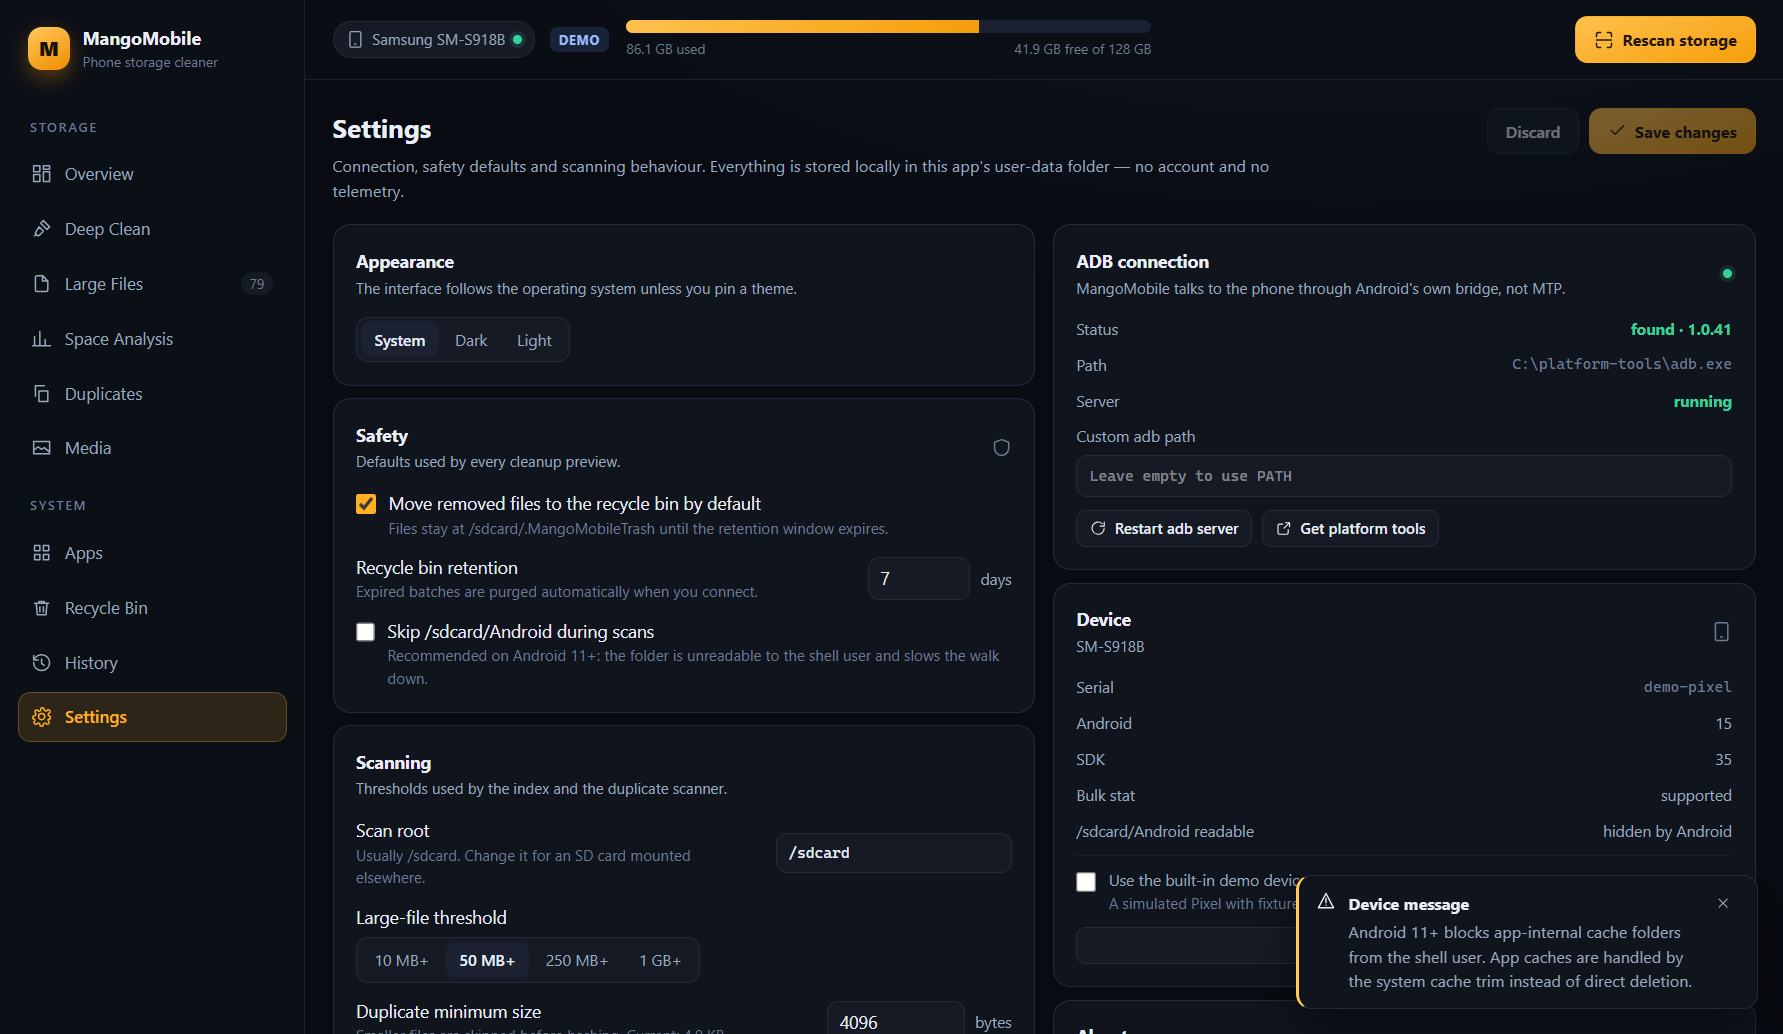 M
MangoMobile
Phone storage cleaner
STORAGE
Overview
Deep Clean
Large Files 79
Space Analysis
Duplicates
Media
SYSTEM
Apps
Recycle Bin
History
Settings
Samsung SM-S918B
DEMO
86.1 GB used
41.9 GB free of 128 GB
Rescan storage
Settings
Connection, safety defaults and scanning behaviour. Everything is stored locally in this app's user-data folder — no account and no
telemetry.
Discard
Save changes
Appearance
The interface follows the operating system unless you pin a theme.
System Dark Light
Safety
Defaults used by every cleanup preview.
Move removed files to the recycle bin by default
Files stay at /sdcard/.MangoMobileTrash until the retention window expires.
Recycle bin retention
Expired batches are purged automatically when you connect.
7 days
Skip /sdcard/Android during scans
Recommended on Android 11+: the folder is unreadable to the shell user and slows the walk
down.
Scanning
Thresholds used by the index and the duplicate scanner.
Scan root
Usually /sdcard. Change it for an SD card mounted
elsewhere.
/sdcard
Large-file threshold
10 MB+ 50 MB+ 250 MB+ 1 GB+
Duplicate minimum size
4096 bytes
ADB connection
MangoMobile talks to the phone through Android's own bridge, not MTP.
Status found · 1.0.41
Path C:\platform-tools\adb.exe
Server running
Custom adb path
Leave empty to use PATH
Restart adb server
Get platform tools
Device
SM-S918B
Serial demo-pixel
Android 15
SDK 35
Bulk stat supported
/sdcard/Android readable hidden by Android
Use the built-in demo
A simulated Pixel with
Device message
Android 11+ blocks app-internal cache folders
from the shell user. App caches are handled by
the system cache trim instead of direct deletion.